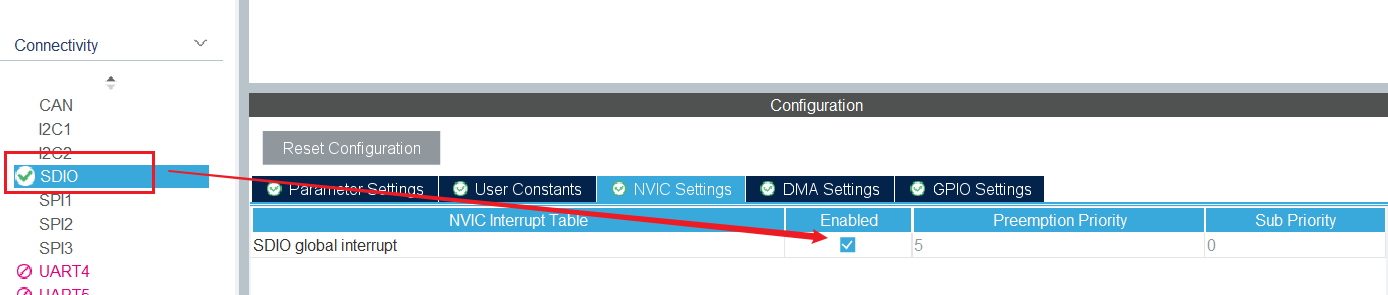 Connectivity
CAN
I2C1
I2C2
SDIO
SPI1
SPI2
SPI3
UART4
UART5
Configuration
Reset Configuration
Parameter Settings User Constants NVIC Settings DMA Settings GPIO Settings
NVIC Interrupt Table Enabled Preemption Priority Sub Priority
SDIO global interrupt 5 0